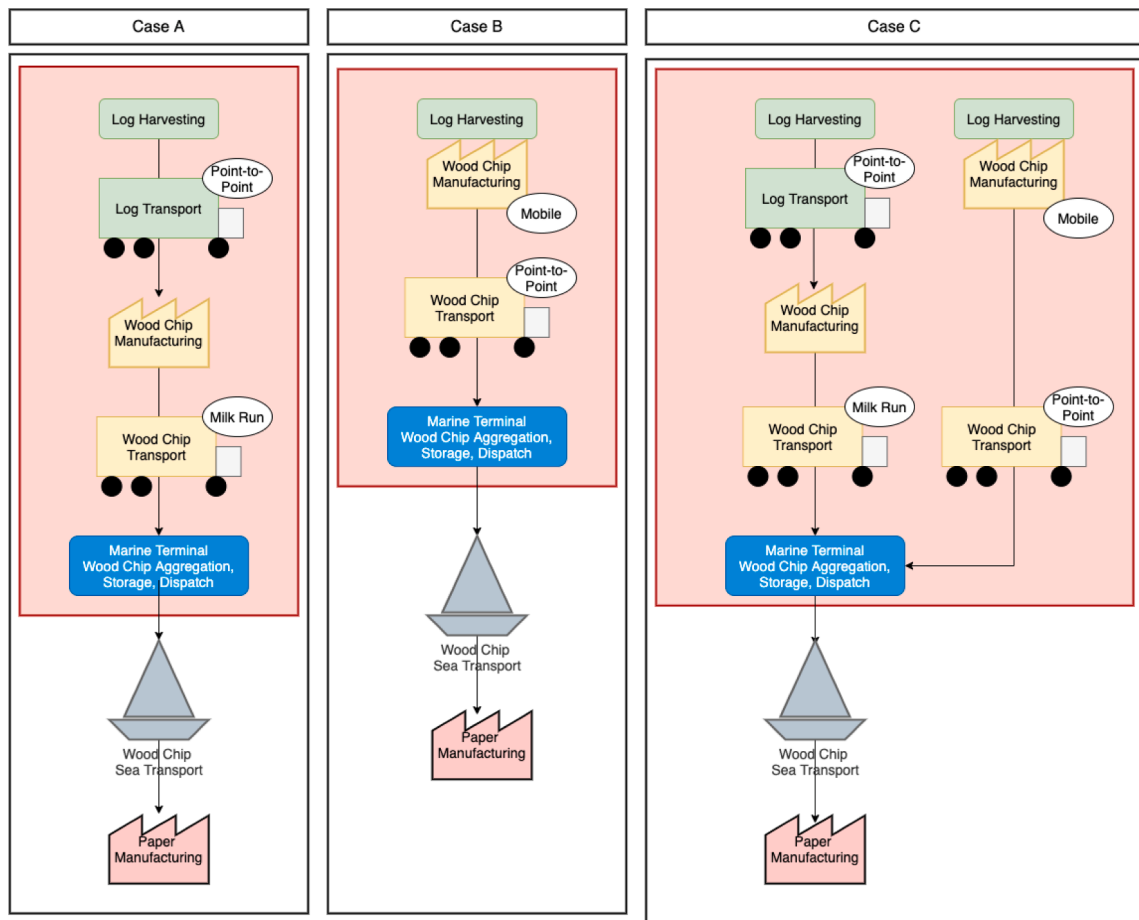 Case A
Log Harvesting
Point-to-
Point
Log Transport
Wood Chip
Manufacturing
Milk Run
Wood Chip
Transport
Marine Terminal
Wood Chip Aggregation,
Storage, Dispatch
Wood Chip
Sea Transport
Paper
Manufacturing
Case B
Log Harvesting
Wood Chip
Manufacturing
Mobile
Point-to-
Point
Wood Chip
Transport
Marine Terminal
Wood Chip Aggregation,
Storage, Dispatch
Wood Chip
Sea Transport
Paper
Manufacturing
Case C
Log Harvesting
Point-to-
Point
Log Transport
Wood Chip
Manufacturing
Milk Run
Wood Chip
Transport
Log Harvesting
Wood Chip
Manufacturing
Mobile
Point-to-
Point
Wood Chip
Transport
Marine Terminal
Wood Chip Aggregation,
Storage, Dispatch
Wood Chip
Sea Transport
Paper
Manufacturing